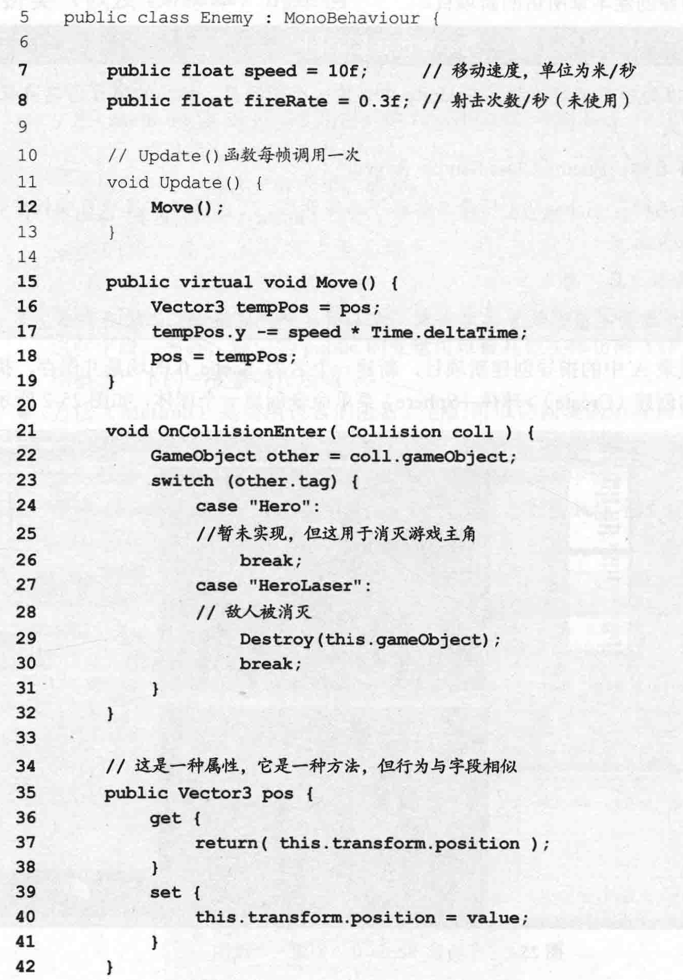 5 public class Enemy : MonoBehaviour {
6
7 public float speed = 10f; // 移动速度，单位为米/秒
8 public float fireRate = 0.3f; // 射击次数/秒（未使用）
9
10 // Update()函数每帧调用一次
11 void Update() {
12 Move();
13 }
14
15 public virtual void Move() {
16 Vector3 tempPos = pos;
17 tempPos.y -= speed * Time.deltaTime;
18 pos = tempPos;
19 }
20
21 void OnCollisionEnter( Collision coll ) {
22 GameObject other = coll.gameObject;
23 switch (other.tag) {
24 case "Hero":
25 //暂未实现，但这用于消灭游戏主角
26 break;
27 case "HeroLaser":
28 // 敌人被消灭
29 Destroy(this.gameObject);
30 break;
31 }
32 }
33
34 // 这是一种属性，它是一种方法，但行为与字段相似
35 public Vector3 pos {
36 get {
37 return( this.transform.position );
38 }
39 set {
40 this.transform.position = value;
41 }
42 }